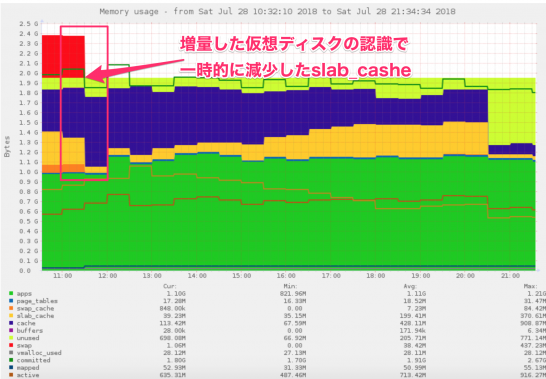 Memory usage - from Sat Jul 28 10:32:10 2018 to Sat Jul 28 21:34:34 2018
増量した仮想ディスクの認識で
一時的に減少したslab_cashe
Bytes
2.5 G
2.4 G
2.3 G
2.2 G
2.1 G
2.0 G
1.9 G
1.8 G
1.7 G
1.6 G
1.5 G
1.4 G
1.3 G
1.2 G
1.1 G
1.0 G
0.9 G
0.8 G
0.7 G
0.6 G
0.5 G
0.4 G
0.3 G
0.2 G
0.1 G
0.0
11:00 12:00 13:00 14:00 15:00 16:00 17:00 18:00 19:00 20:00 21:00
Cur: Min: Avg: Max:
apps 1.10G 821.96M 1.11G 1.21G
page_tables 17.28M 16.33M 18.52M 31.47M
swap_cache 848.00k 0.00 7.23M 84.42M
slab_cache 39.23M 35.15M 199.41M 370.61M
cache 113.42M 67.59M 428.11M 908.87M
buffers 28.00k 0.00 171.94k 6.34M
unused 698.08M 66.92M 205.71M 771.14M
swap 1.06M 0.00 38.42M 437.23M
vmalloc_used 28.12M 27.13M 28.11M 28.12M
committed 1.80G 1.70G 1.91G 2.67G
mapped 52.93M 31.33M 50.99M 55.13M
active 635.31M 487.46M 713.42M 916.27M